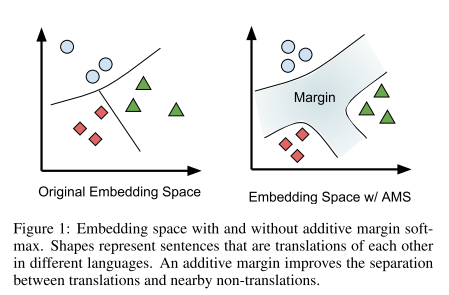 Margin
Original Embedding Space
Embedding Space w/ AMS
Figure 1: Embedding space with and without additive margin soft-
max. Shapes represent sentences that are translations of each other
in different languages. An additive margin improves the separation
between translations and nearby non-translations.